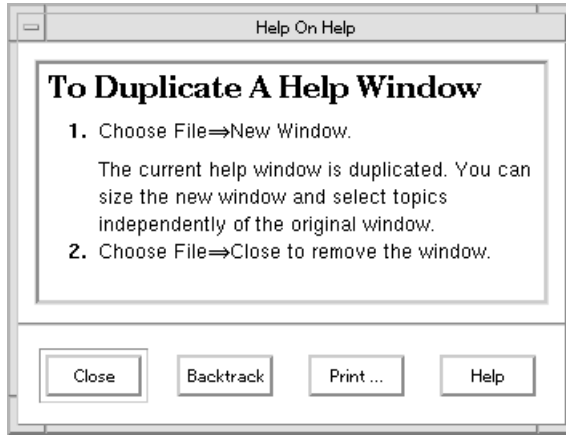 Help On Help
To Duplicate A Help Window
1. Choose File⇒New Window.
The current help window is duplicated. You can
size the new window and select topics
independently of the original window.
2. Choose File⇒Close to remove the window.
Close Backtrack Print ... Help